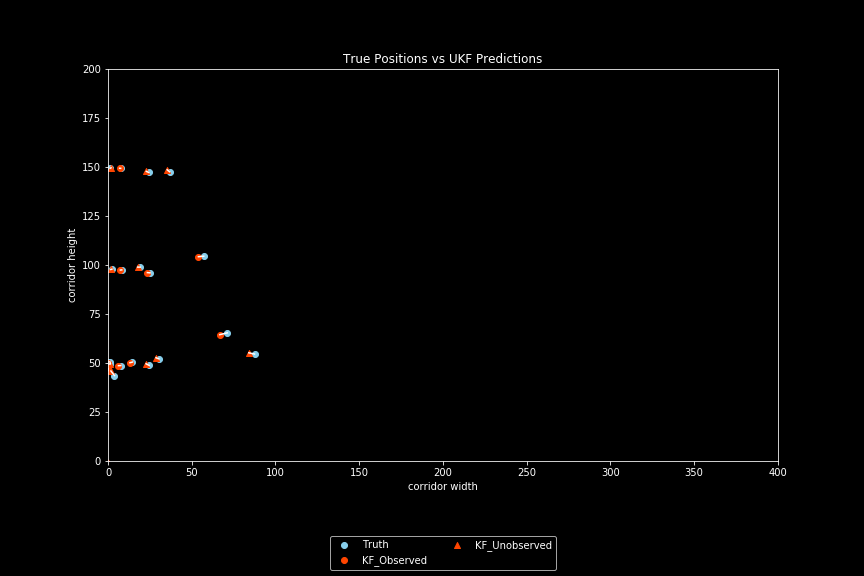 True Positions vs UKF Predictions
200
175
150
125
100
75
50
25
0
corridor height
0 50 100 150 200 250 300 350 400
corridor width
Truth KF_Unobserved
KF_Observed